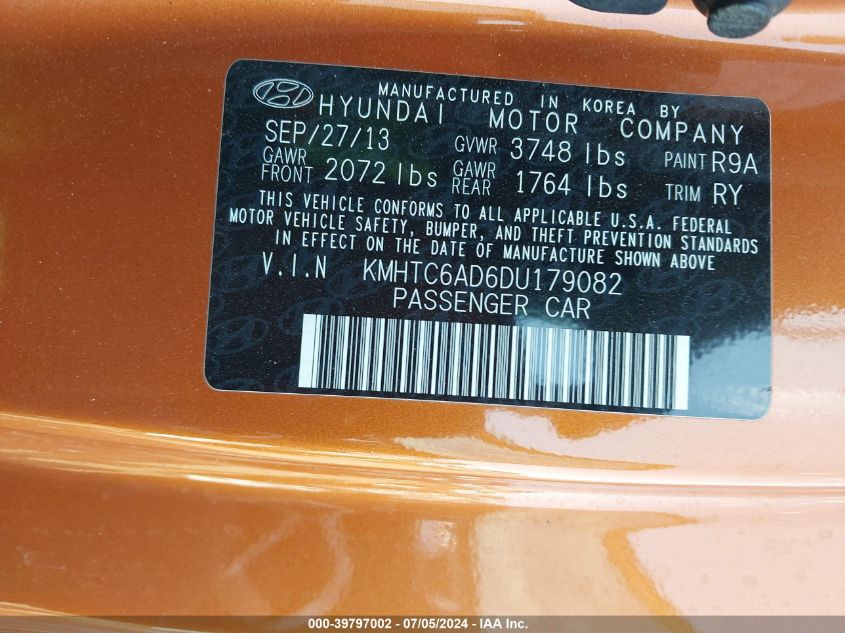 MANUFACTURED IN KOREA BY
HYUNDAI MOTOR COMPANY
SEP/27/13 GVWR 3748 lbs PAINT R9A
GAWR FRONT 2072 lbs GAWR REAR 1764 lbs TRIM RY
THIS VEHICLE CONFORMS TO ALL APPLICABLE U.S.A. FEDERAL
MOTOR VEHICLE SAFETY, BUMPER, AND THEFT PREVENTION STANDARDS
IN EFFECT ON THE DATE OF MANUFACTURE SHOWN ABOVE.
V.I.N KMHTC6AD6DU179082
PASSENGER CAR
000-39797002 - 07/05/2024 - IAA Inc.